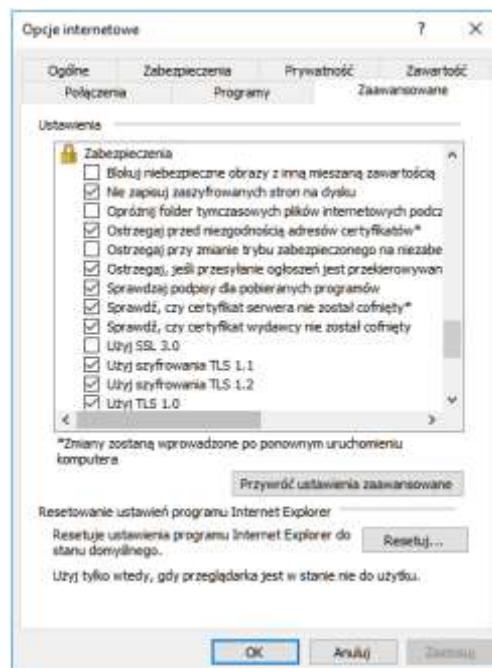 Opcje internetowe
Ogólne Zabezpieczenia Prywatność Zawartość
Połączenia Programy Zaawansowane
Ustawienia
Zabezpieczenia
Blokuj niebezpieczne obrazy z inną mieszaną zawartością
Nie zapisuj zaszyfrowanych stron na dysku
Opróżnij folder tymczasowych plików internetowych podcz
Ostrzegaj przed niezgodnością adresów certyfikatów*
Ostrzegaj przy zmianie trybu zabezpieczonego na niezabe
Ostrzegaj, jeśli przesyłanie ogłoszeń jest przekierowywan
Sprawdzaj podpisy dla pobieranych programów
Sprawdź, czy certyfikat serwera nie został cofnięty*
Sprawdź, czy certyfikat wydawcy nie został cofnięty
Użyj SSL 3.0
Użyj szyfrowania TLS 1.1
Użyj szyfrowania TLS 1.2
Użyj TLS 1.0
*Zmiany zostaną wprowadzone po ponownym uruchomieniu
komputera
Przywróć ustawienia zaawansowane
Resetowanie ustawień programu Internet Explorer
Resetuje ustawienia programu Internet Explorer do
stanu domyślnego.
Resetuj...
Użyj tylko wtedy, gdy przeglądarka jest w stanie nie do użytku.
OK Anuluj Zastosuj